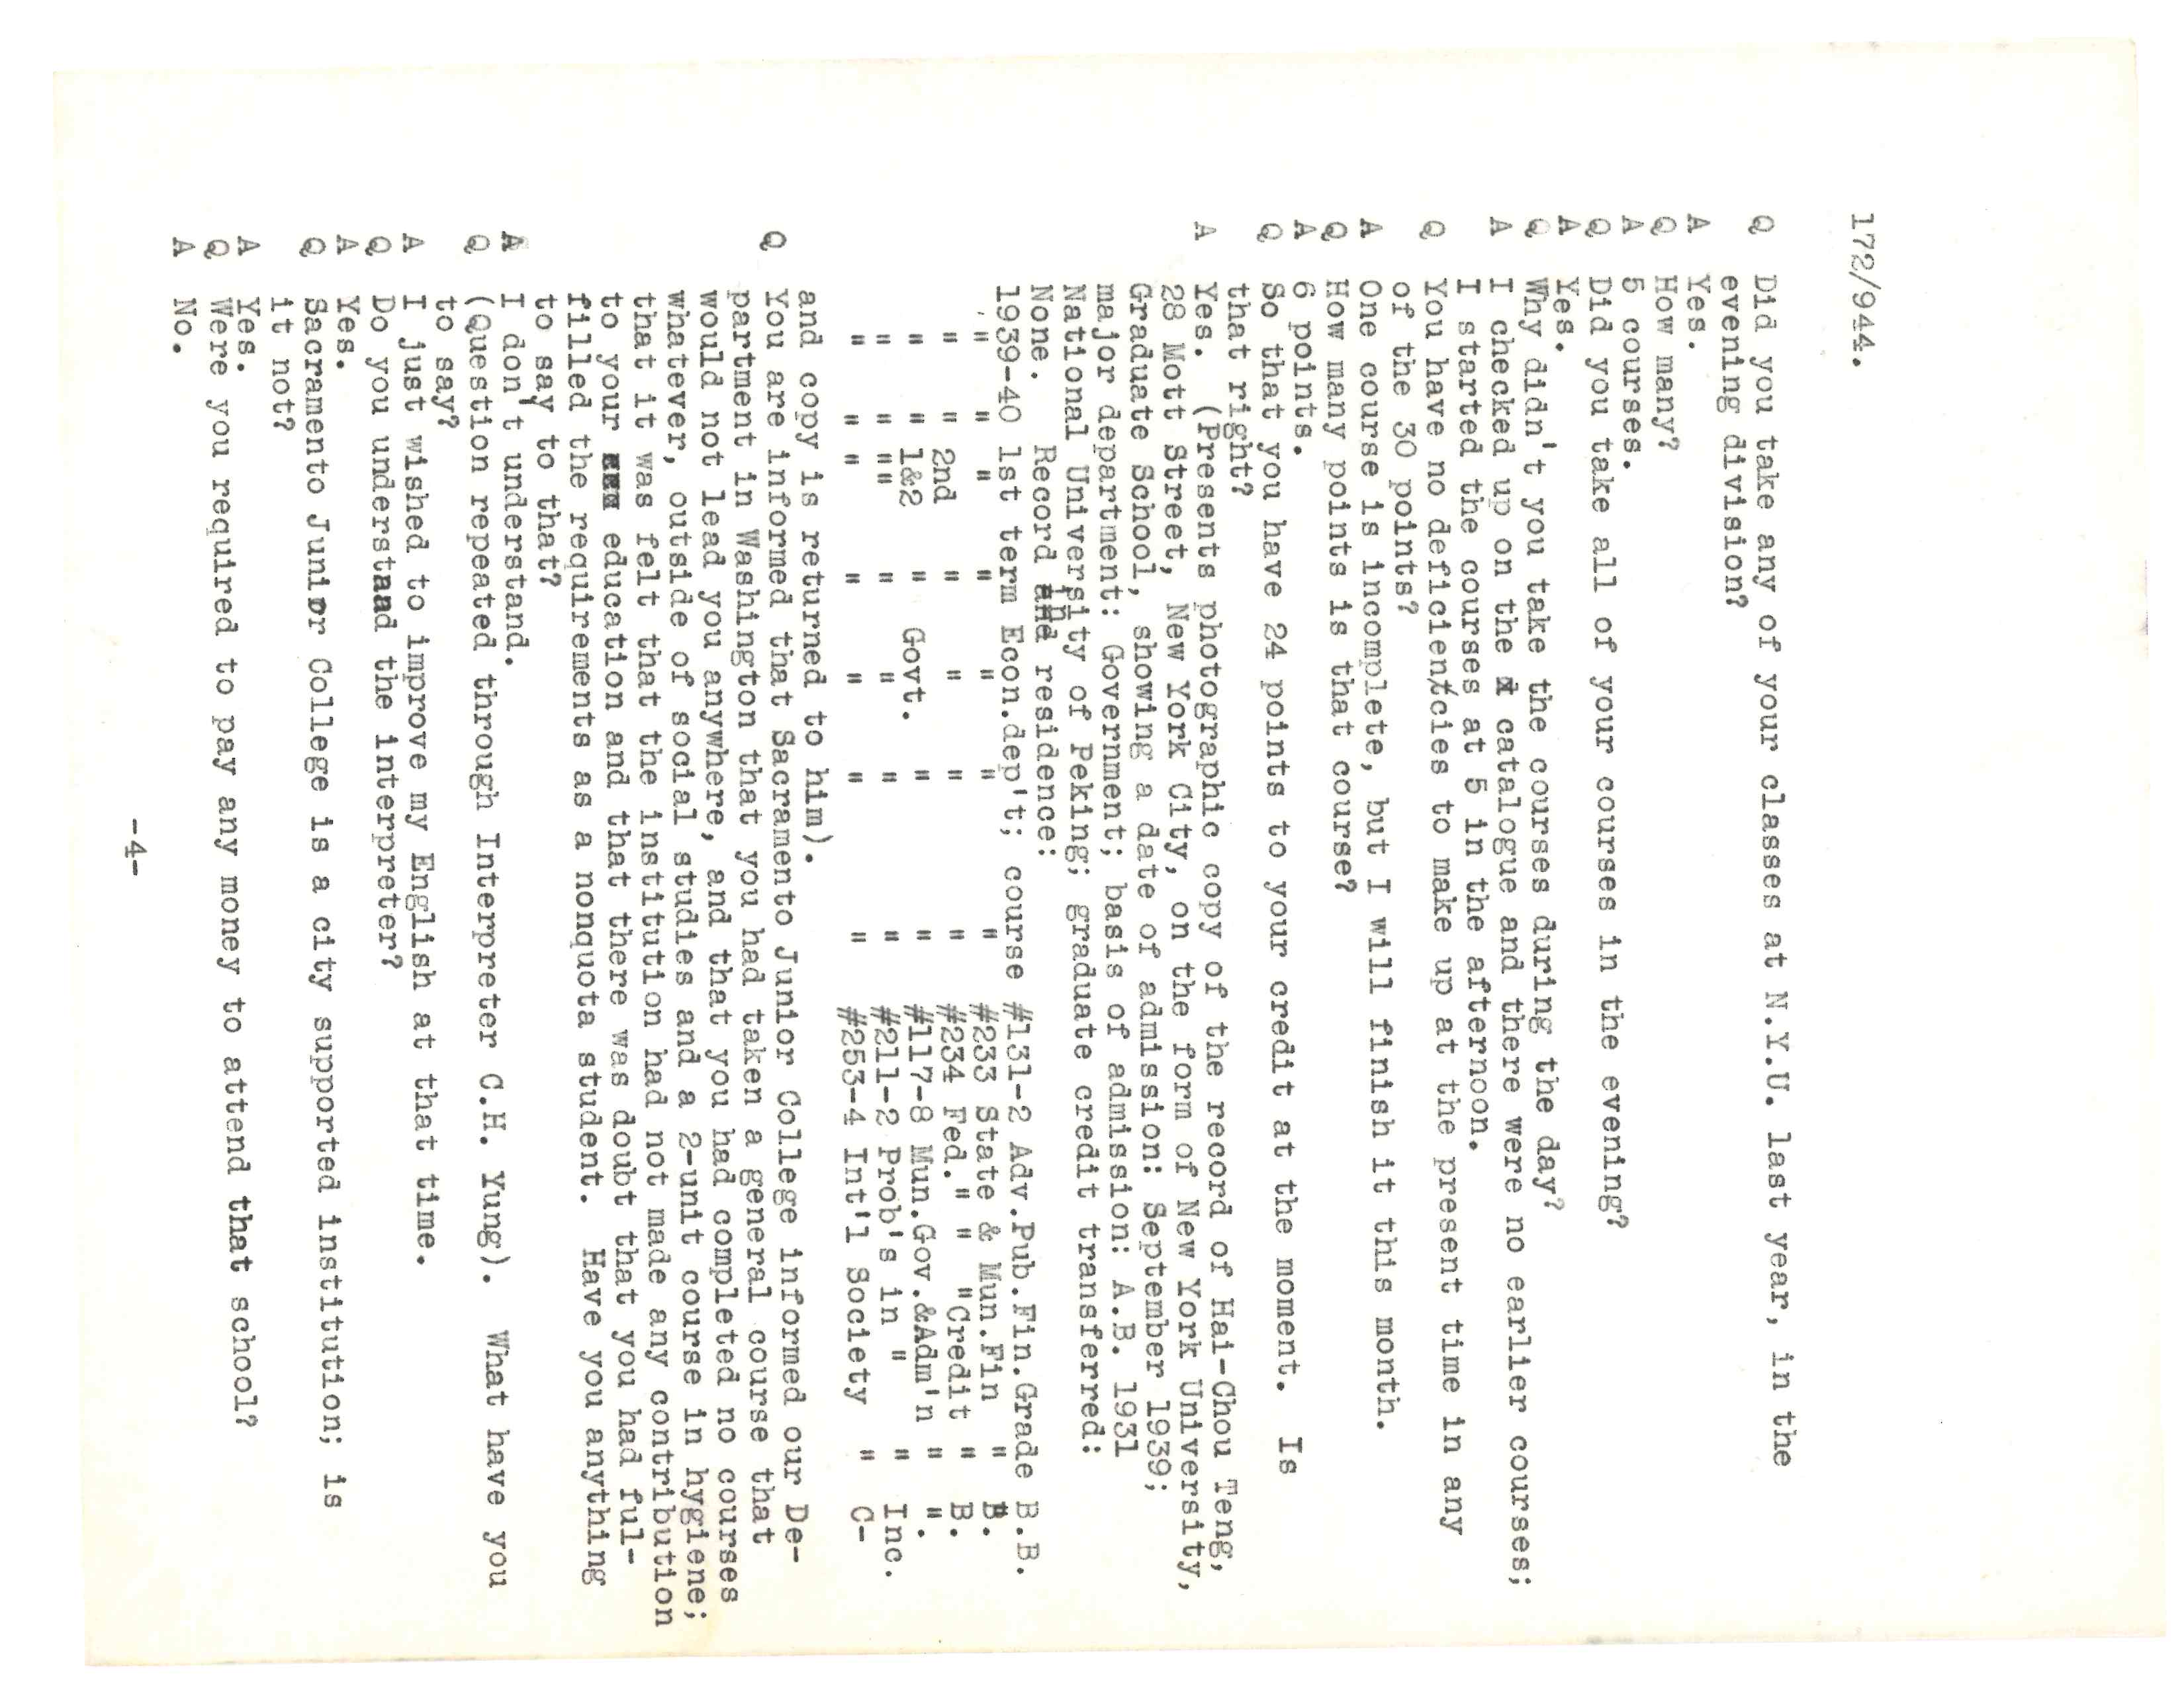 172/944.
Q Did you take any of your classes at N.Y.U. last year, in the
evening division?
A Yes.
Q How many?
A 5 courses.
Q Did you take all of your courses in the evening?
A Yes.
Q Why didn't you take the courses during the day?
A I checked up on the catalogue and there were no earlier courses;
I started the courses at 5 in the afternoon.
Q You have no deficiencies to make up at the present time in any
of the 30 points?
A One course is incomplete, but I will finish it this month.
Q How many points is that course?
A 6 points.
Q So that you have 24 points to your credit at the moment. Is
that right?
A Yes. (Presents photographic copy of the record of Hai-Chou Teng,
28 Mott Street, New York City, on the form of New York University,
Graduate School, showing a date of admission: September 1939;
major department: Government; basis of admission: A.B. 1931
National University of Peking; graduate credit transferred:
None. Record in residence:
1939-40 1st term Econ.dep't; course #131-2 Adv.Pub.Fin.Grade B.B.
" " " " " " " #233 State & Mun.Fin " B.
" " 2nd " " " " #234 Fed." " "Credit " B.
" " 1&2 " Govt. " " #117-8 Mun.Gov.&Adm'n " ".
" " "" " " " " #211-2 Prob's in " " Inc.
" " " " " " " #253-4 Int'l Society " C-
and copy is returned to him).
Q You are informed that Sacramento Junior College informed our De-
partment in Washington that you had taken a general course that
would not lead you anywhere, and that you had completed no courses
whatever, outside of social studies and a 2-unit course in hygiene;
that it was felt that the institution had not made any contribution
to your education and that there was doubt that you had ful-
filled the requirements as a nonquota student. Have you anything
to say to that?
A I don't understand.
Q (Question repeated through Interpreter C.H. Yung). What have you
to say?
A I just wished to improve my English at that time.
Q Do you understaad the interpreter?
A Yes.
Q Sacramento Junior College is a city supported institution; is
it not?
A Yes.
Q Were you required to pay any money to attend that school?
A No.
-4-